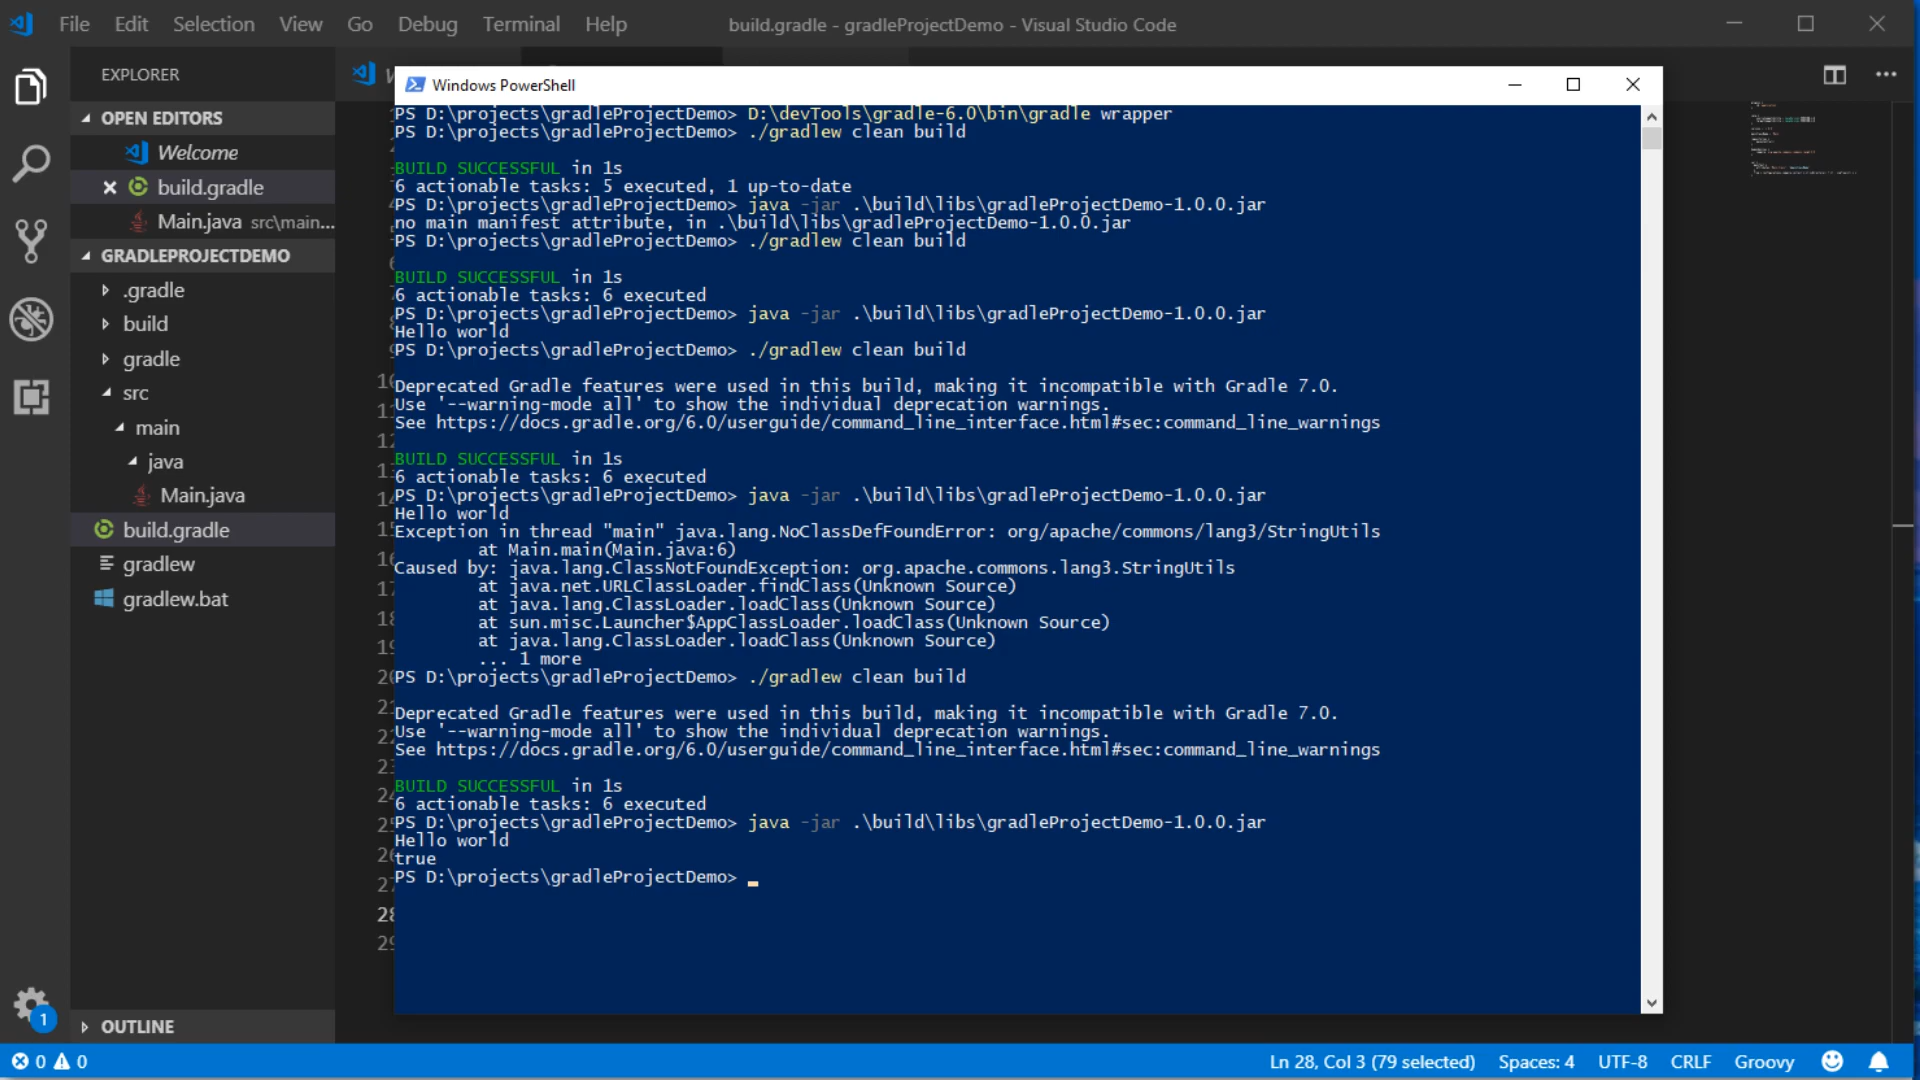 File Edit Selection View Go Debug Terminal Help
build.gradle - gradleProjectDemo - Visual Studio Code
EXPLORER
OPEN EDITORS
Welcome
build.gradle
Main.java src\main...
GRADLEPROJECTDEMO
.gradle
build
gradle
src
main
java
Main.java
build.gradle
gradlew
gradlew.bat
OUTLINE
Windows PowerShell
PS D:\projects\gradleProjectDemo> D:\devTools\gradle-6.0\bin\gradle wrapper
PS D:\projects\gradleProjectDemo> ./gradlew clean build
BUILD SUCCESSFUL in 1s
6 actionable tasks: 5 executed, 1 up-to-date
PS D:\projects\gradleProjectDemo> java -jar .\build\libs\gradleProjectDemo-1.0.0.jar
no main manifest attribute, in .\build\libs\gradleProjectDemo-1.0.0.jar
PS D:\projects\gradleProjectDemo> ./gradlew clean build
BUILD SUCCESSFUL in 1s
6 actionable tasks: 6 executed
PS D:\projects\gradleProjectDemo> java -jar .\build\libs\gradleProjectDemo-1.0.0.jar
Hello world
PS D:\projects\gradleProjectDemo> ./gradlew clean build
Deprecated Gradle features were used in this build, making it incompatible with Gradle 7.0.
Use '--warning-mode all' to show the individual deprecation warnings.
See https://docs.gradle.org/6.0/userguide/command_line_interface.html#sec:command_line_warnings
BUILD SUCCESSFUL in 1s
6 actionable tasks: 6 executed
PS D:\projects\gradleProjectDemo> java -jar .\build\libs\gradleProjectDemo-1.0.0.jar
Hello world
Exception in thread "main" java.lang.NoClassDefFoundError: org/apache/commons/lang3/StringUtils
at Main.main(Main.java:6)
Caused by: java.lang.ClassNotFoundException: org.apache.commons.lang3.StringUtils
at java.net.URLClassLoader.findClass(Unknown Source)
at java.lang.ClassLoader.loadClass(Unknown Source)
at sun.misc.Launcher$AppClassLoader.loadClass(Unknown Source)
at java.lang.ClassLoader.loadClass(Unknown Source)
... 1 more
PS D:\projects\gradleProjectDemo> ./gradlew clean build
Deprecated Gradle features were used in this build, making it incompatible with Gradle 7.0.
Use '--warning-mode all' to show the individual deprecation warnings.
See https://docs.gradle.org/6.0/userguide/command_line_interface.html#sec:command_line_warnings
BUILD SUCCESSFUL in 1s
6 actionable tasks: 6 executed
PS D:\projects\gradleProjectDemo> java -jar .\build\libs\gradleProjectDemo-1.0.0.jar
Hello world
true
PS D:\projects\gradleProjectDemo>
1
0 0
Ln 28, Col 3 (79 selected) Spaces: 4 UTF-8 CRLF Groovy